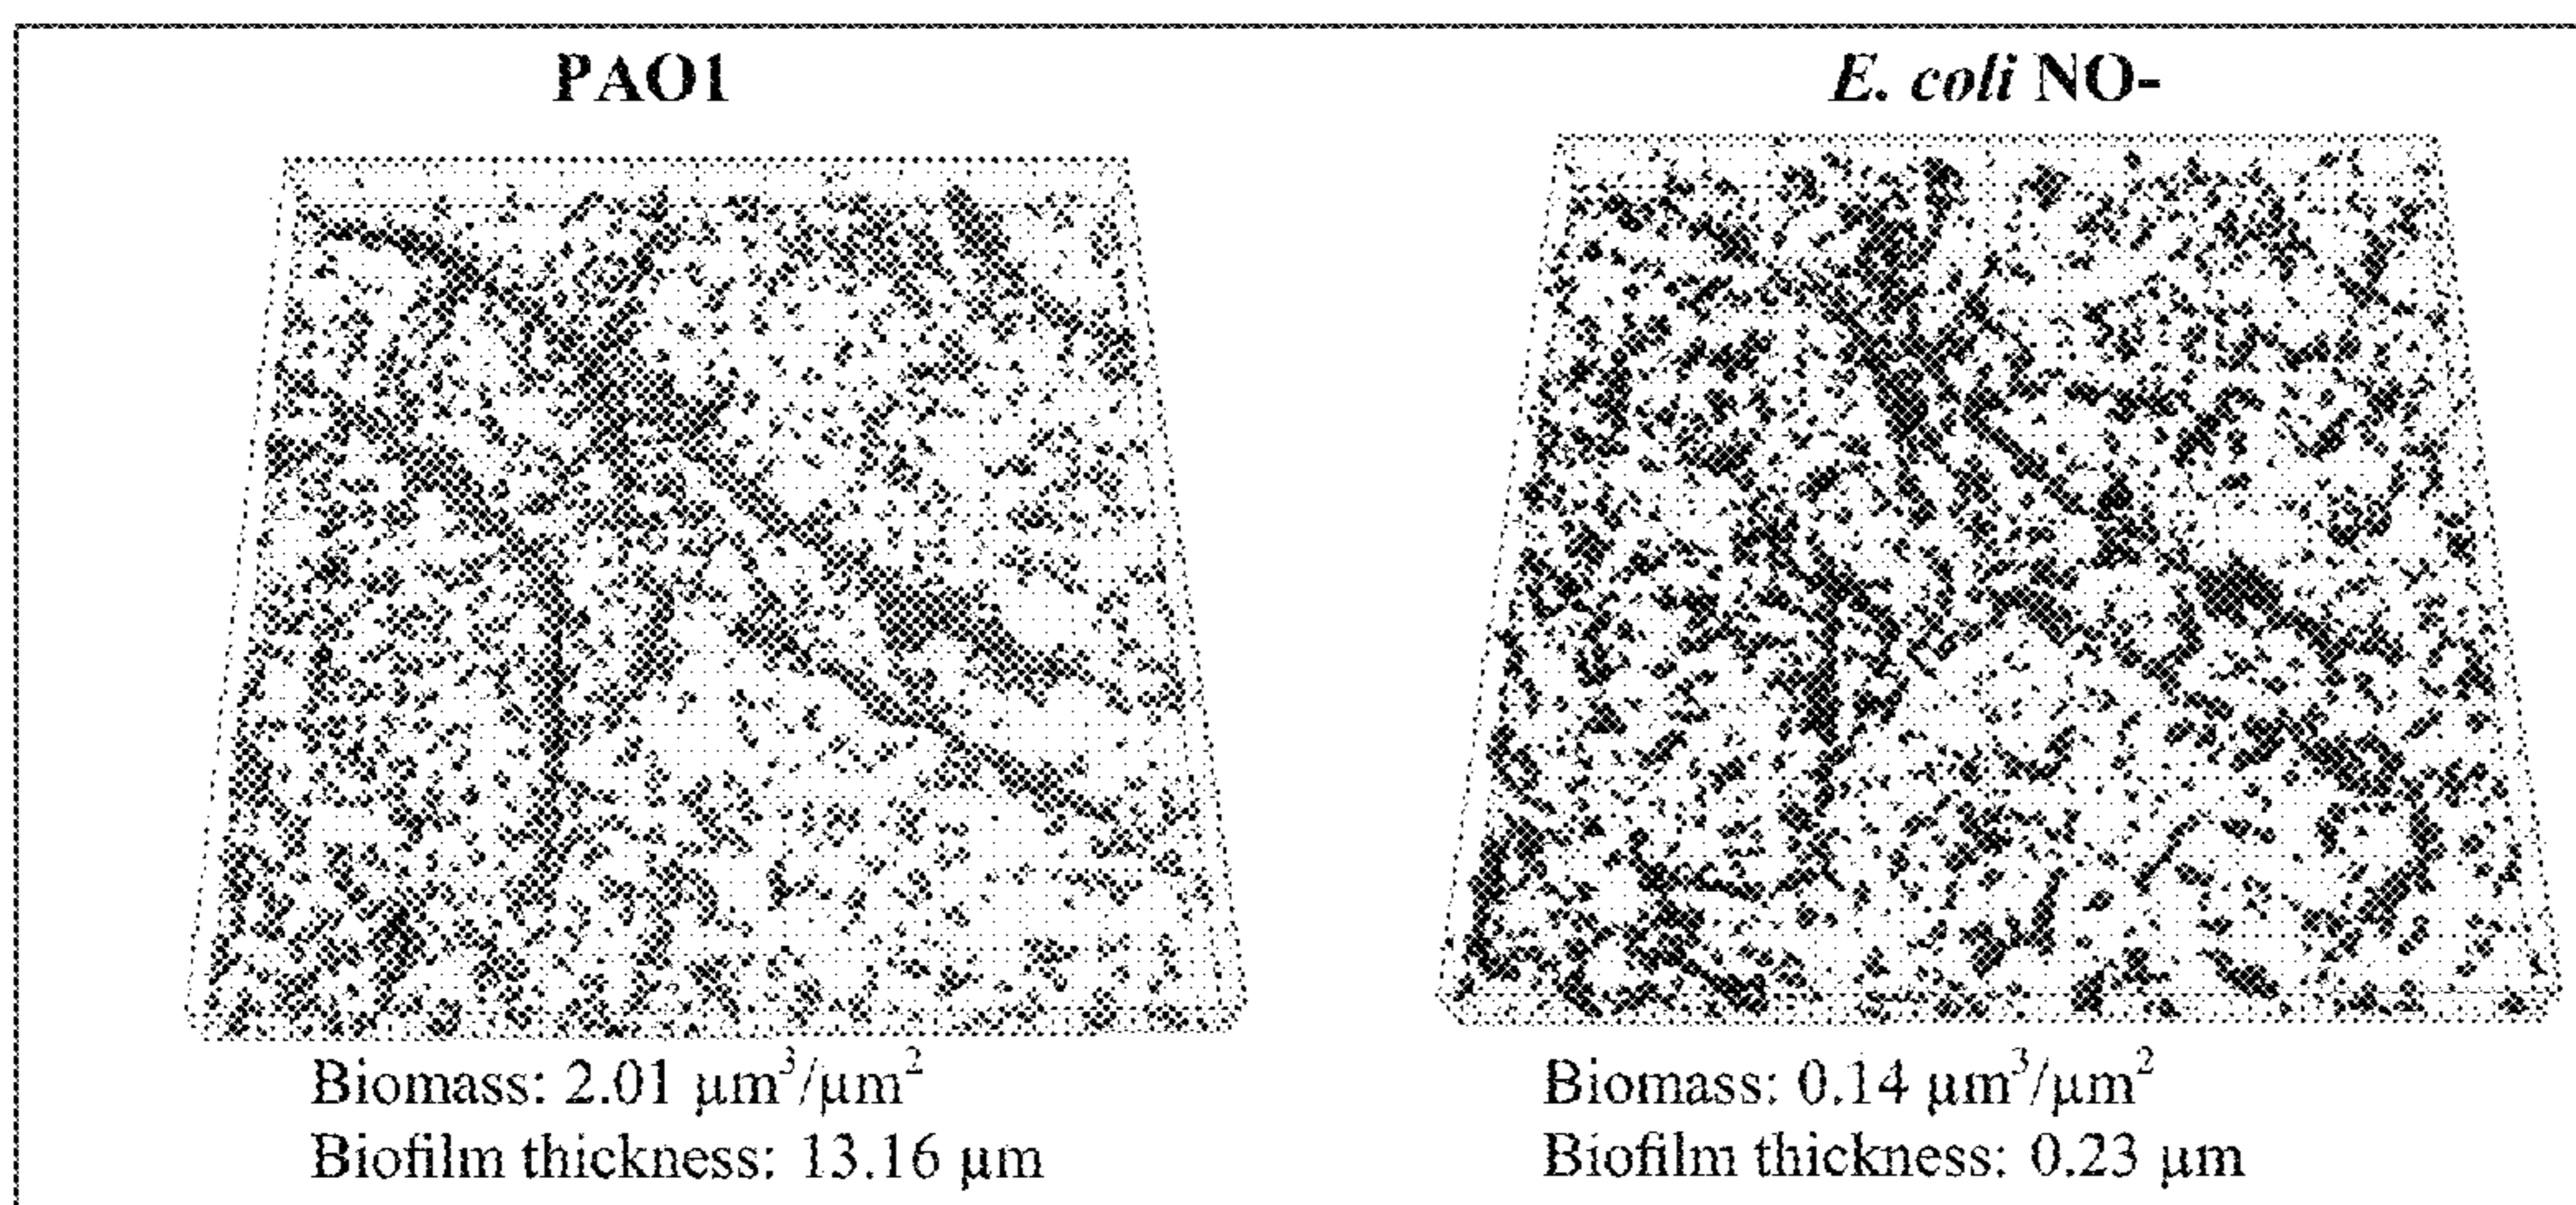 PAO1
E. coli NO-
Biomass: 2.01 μm³/μm²
Biofilm thickness: 13.16 μm
Biomass: 0.14 μm³/μm²
Biofilm thickness: 0.23 μm